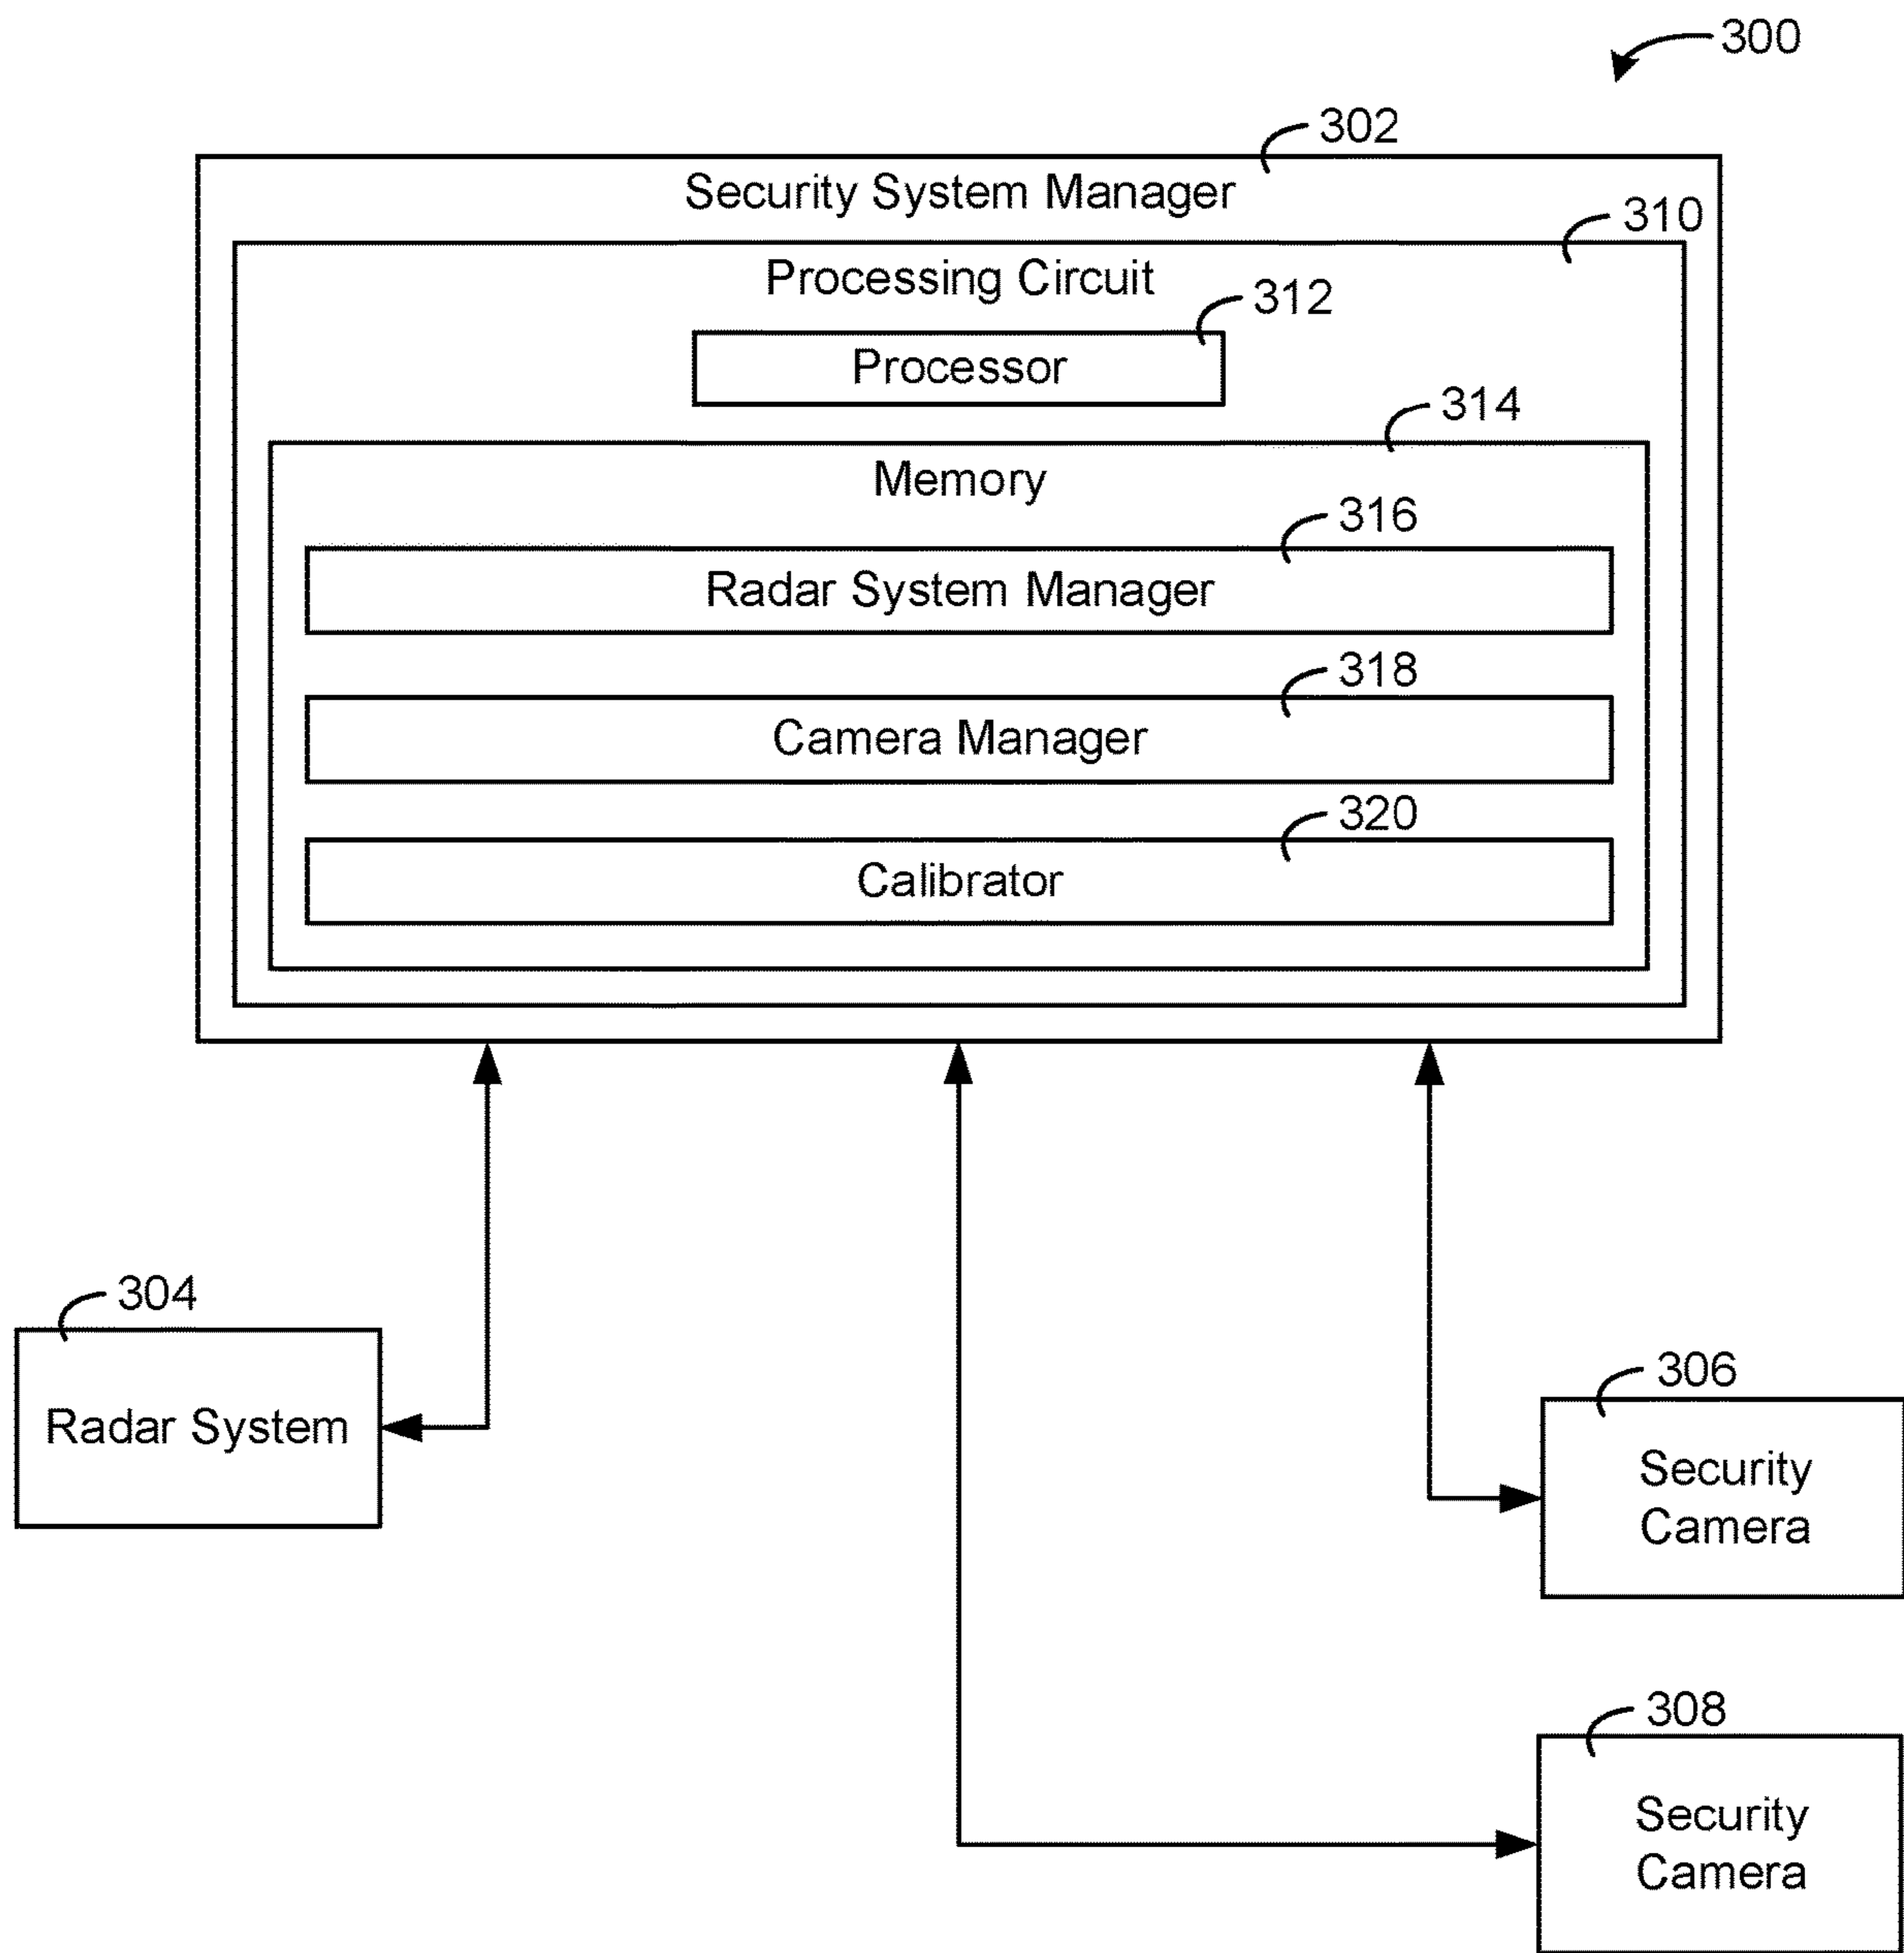 300
302
Security System Manager
310
Processing Circuit
312
Processor
314
Memory
316
Radar System Manager
318
Camera Manager
320
Calibrator
304
Radar System
306
Security
Camera
308
Security
Camera